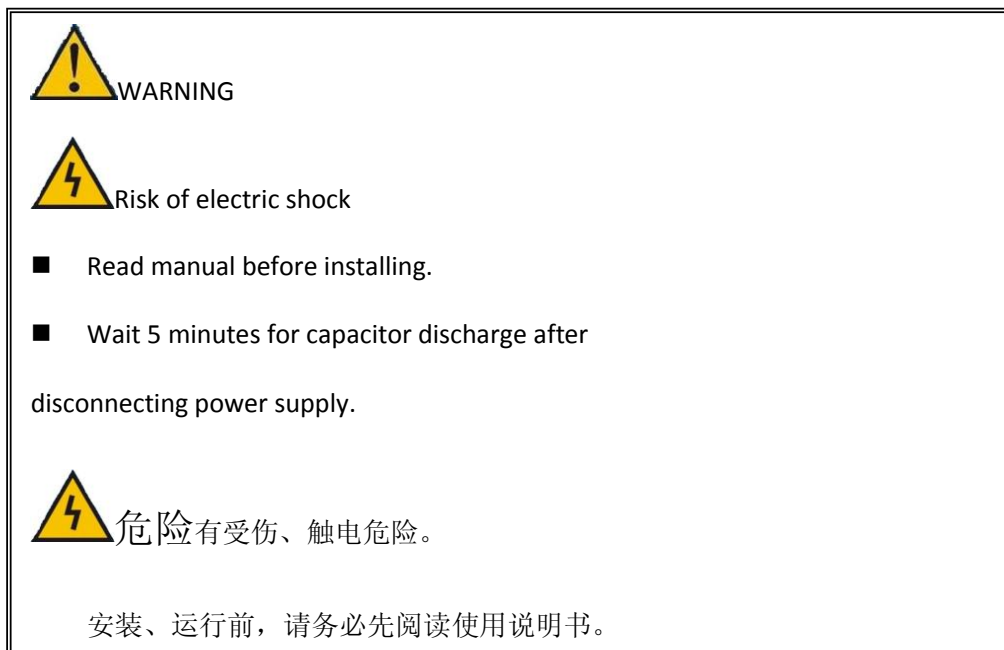 WARNING
Risk of electric shock
■ Read manual before installing.
■ Wait 5 minutes for capacitor discharge after
disconnecting power supply.
危险有受伤、触电危险。
安装、运行前，请务必先阅读使用说明书。